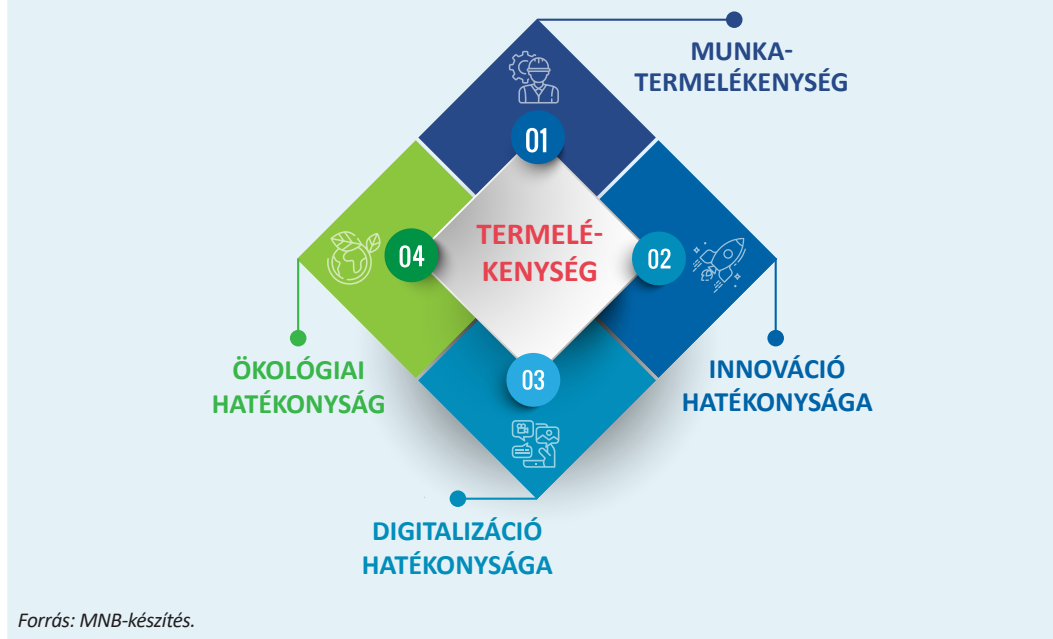 MUNKA-
TERMELÉKENYSÉG
01
TERMELÉ-
KENYSÉG
04
02
ÖKOLÓGIAI
HATÉKONYSÁG
INNOVÁCIÓ
HATÉKONYSÁGA
03
DIGITALIZÁCIÓ
HATÉKONYSÁGA
Forrás: MNB-készítés.